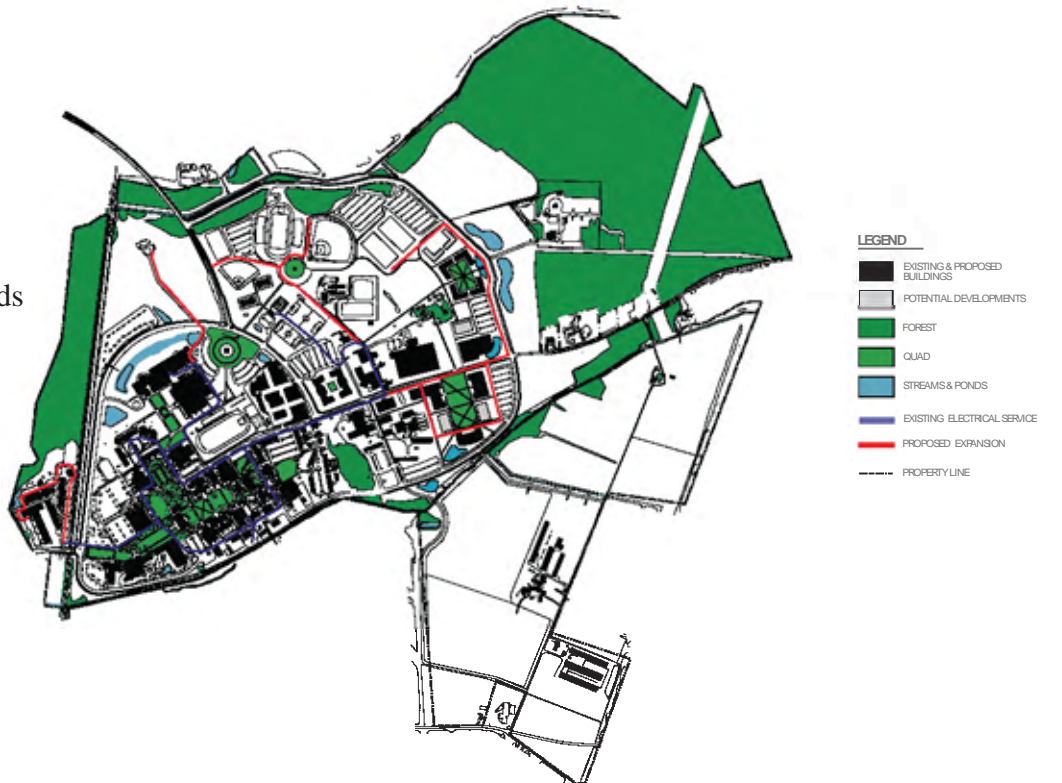 ds
LEGEND
EXISTING & PROPOSED
BUILDINGS
POTENTIAL DEVELOPMENTS
FOREST
QUAD
STREAMS & PONDS
EXISTING ELECTRICAL SERVICE
PROPOSED EXPANSION
PROPERTY LINE